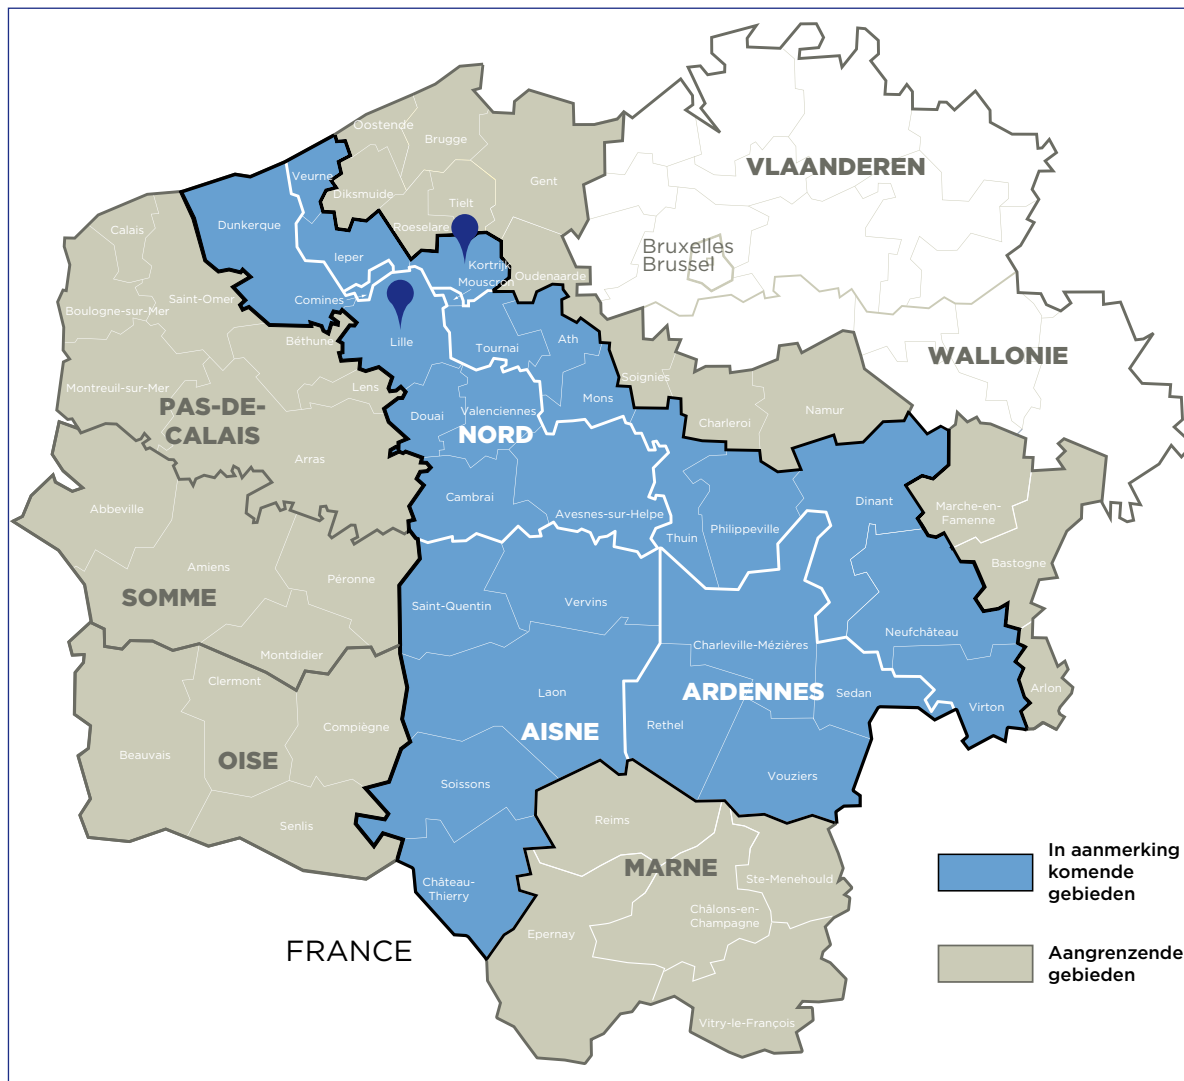 Oostende
Brugge
VLAANDEREN
Veurne
Diksmuide
Gent
Tielt
Calais
Dunkerque
Roeselare
Bruxelles
Brussel
Ieper
Kortrijk
Mouscron
Oudenaarde
Saint-Omer
Comines
Boulogne-sur-Mer
Béthune
Lille
Tournai
Ath
WALLONIE
Soignies
Montreuil-sur-Mer
Lens
Mons
PAS-DE-
CALAIS
Douai
Valenciennes
NORD
Charleroi
Namur
Arras
Abbeville
Cambrai
Avesnes-sur-Helpe
Thuin
Philippeville
Dinant
Marche-en-
Famenne
Bastogne
Amiens
Péronne
SOMME
Saint-Quentin
Vervins
Neufchâteau
Montdidier
Charleville-Mézières
Clermont
Laon
ARDENNES
Sedan
Arlon
Virton
Compiègne
Rethel
AISNE
Beauvais
OISE
Soissons
Vouziers
Senlis
Reims
MARNE
Château-
Thierry
Ste-Menehould
Châlons-en-
Champagne
Epernay
FRANCE
Vitry-le-François
In aanmerking
komende
gebieden
Aangrenzende
gebieden